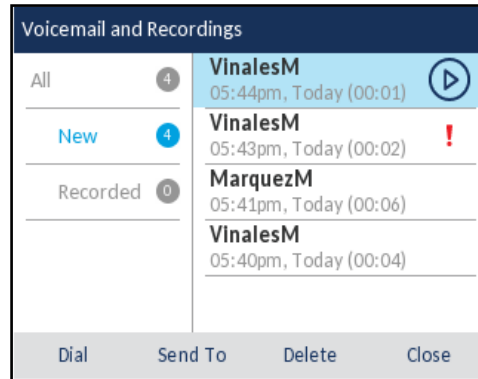 Voicemail and Recordings
All 4
New 4
Recorded 0
VinalesM
05:44pm, Today (00:01)
VinalesM
05:43pm, Today (00:02)
!
MarquezM
05:41pm, Today (00:06)
VinalesM
05:40pm, Today (00:04)
Dial Send To Delete Close